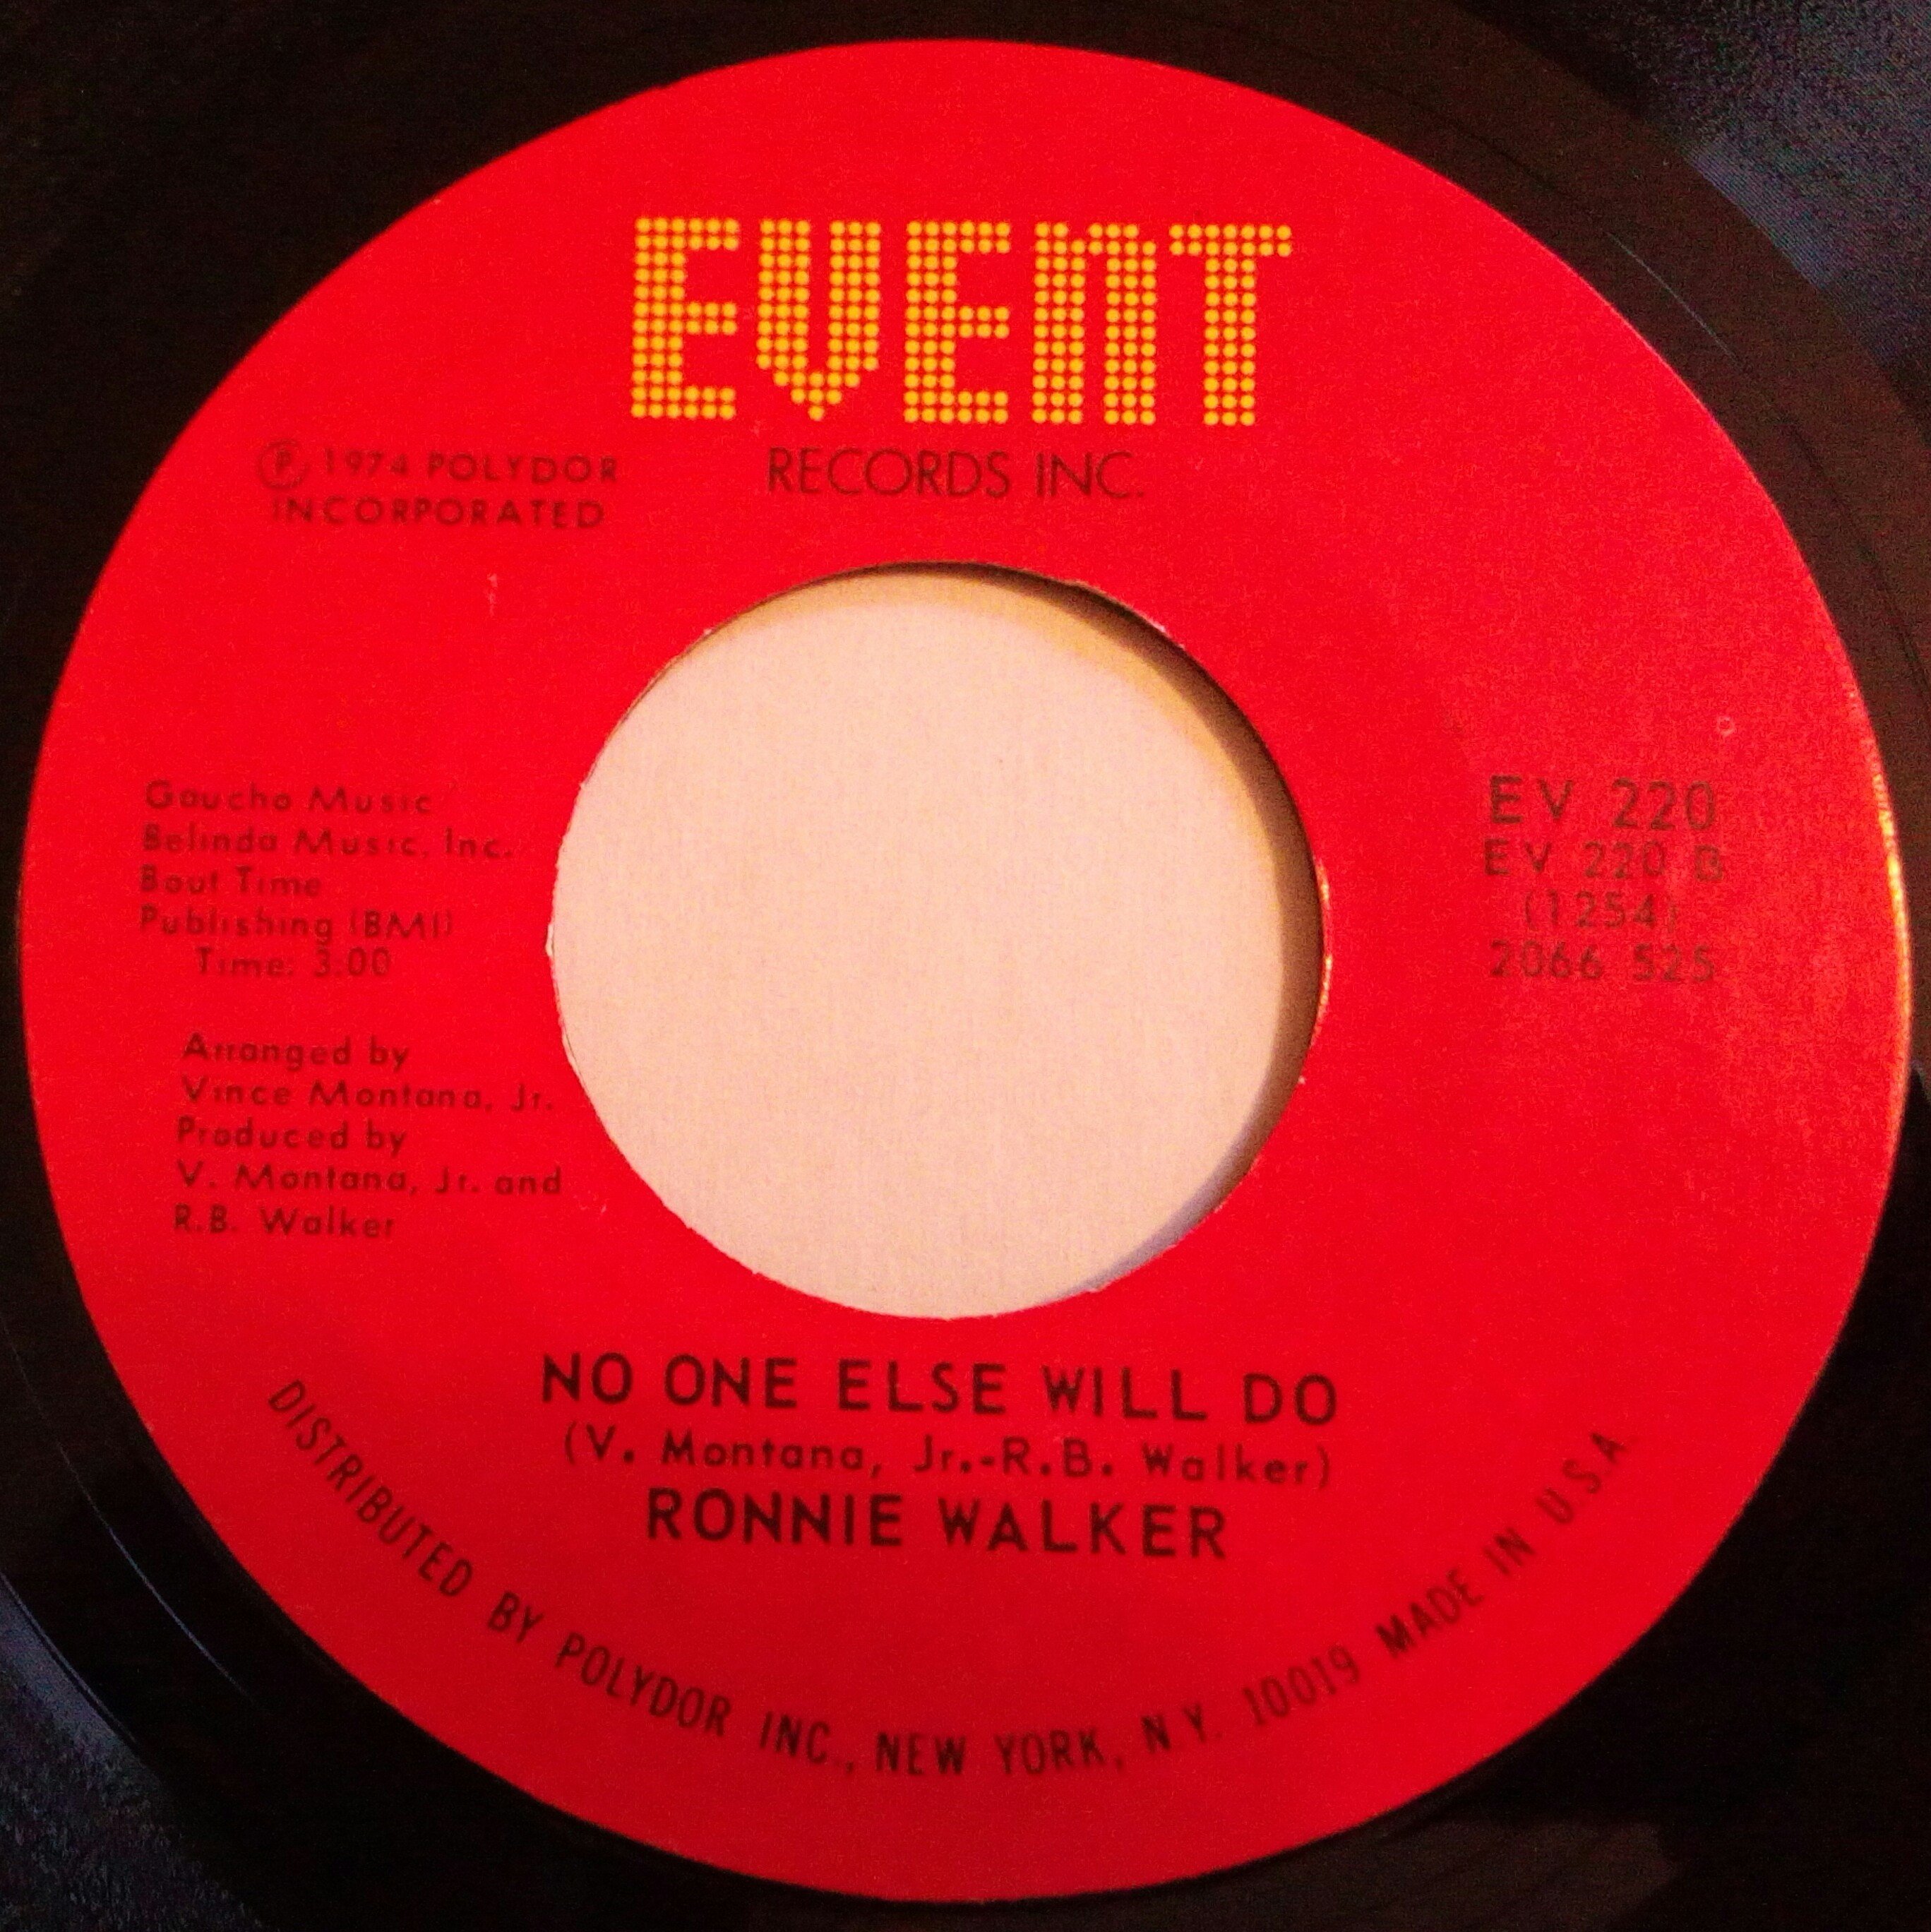 EVENT
RECORDS INC.
℗ 1974 POLYDOR
INCORPORATED
Gaucho Music
Belinda Music, Inc.
Bout Time
Publishing (BMI)
Time: 3:00
Arranged by
Vince Montana, Jr.
Produced by
V. Montana, Jr. and
R.B. Walker
EV 220
EV 220 B
(1254)
2066 525
NO ONE ELSE WILL DO
(V. Montana, Jr.-R.B. Walker)
RONNIE WALKER
DISTRIBUTED BY POLYDOR INC., NEW YORK, N.Y. 10019 MADE IN U.S.A.